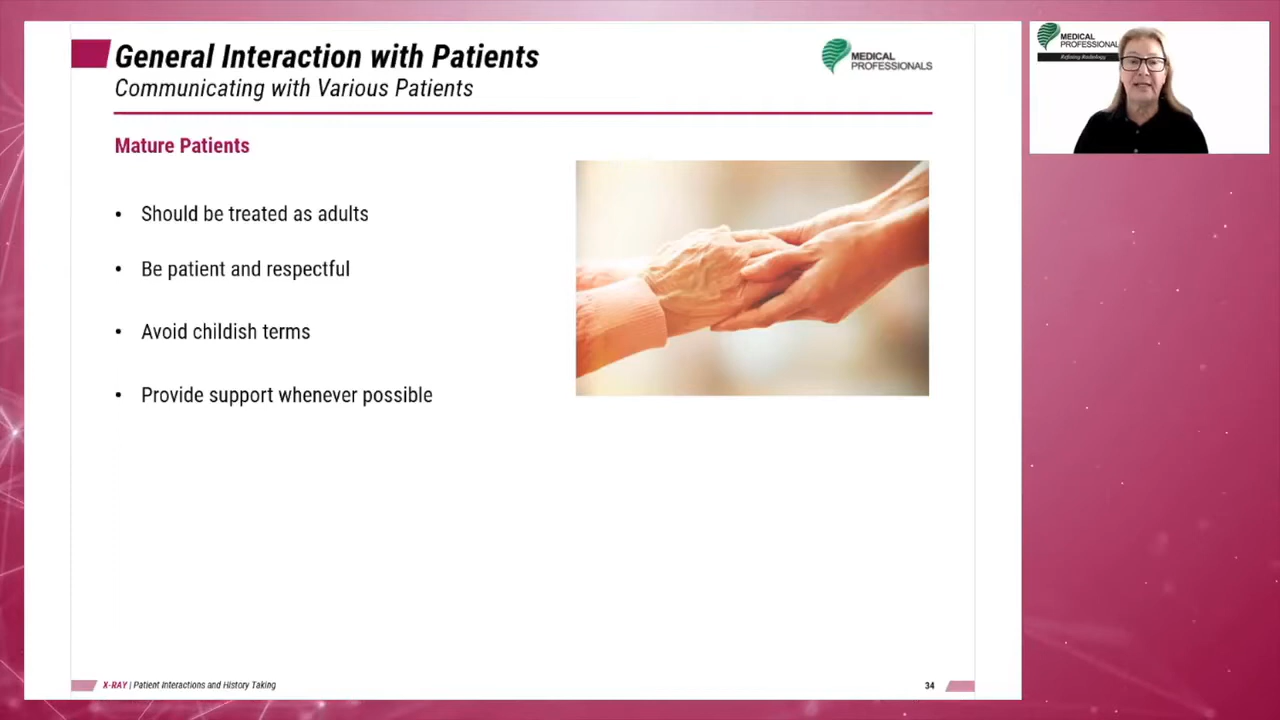 General Interaction with Patients
Communicating with Various Patients
MEDICAL
PROFESSIONALS
Mature Patients
• Should be treated as adults
• Be patient and respectful
• Avoid childish terms
• Provide support whenever possible
X-RAY | Patient Interactions and History Taking
34
MEDICAL
PROFESSIONAL
Refining Radiology